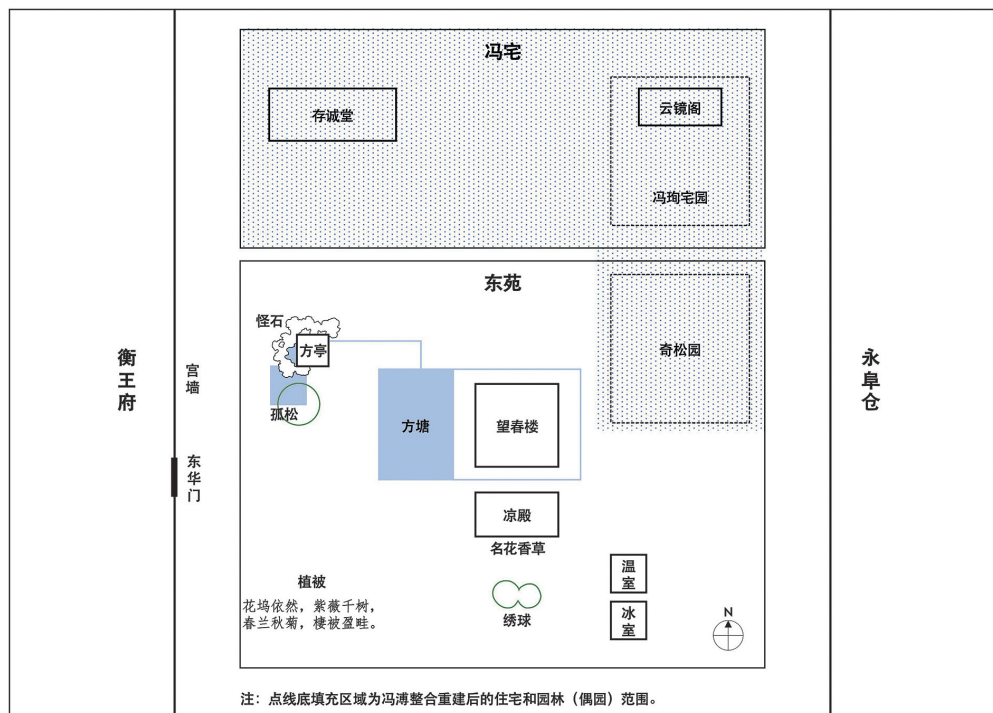 冯宅
存诚堂
云镜阁
冯珣宅园
东苑
怪石
方亭
奇松园
衡王府
宫墙
永阜仓
孤松
方塘
望春楼
东华门
凉殿
名花香草
温室
植被
花坞依然，紫薇千树，
春兰秋菊，棲被盈畦。
绣球
冰室
N
注：点线底填充区域为冯溥整合重建后的住宅和园林（偶园）范围。